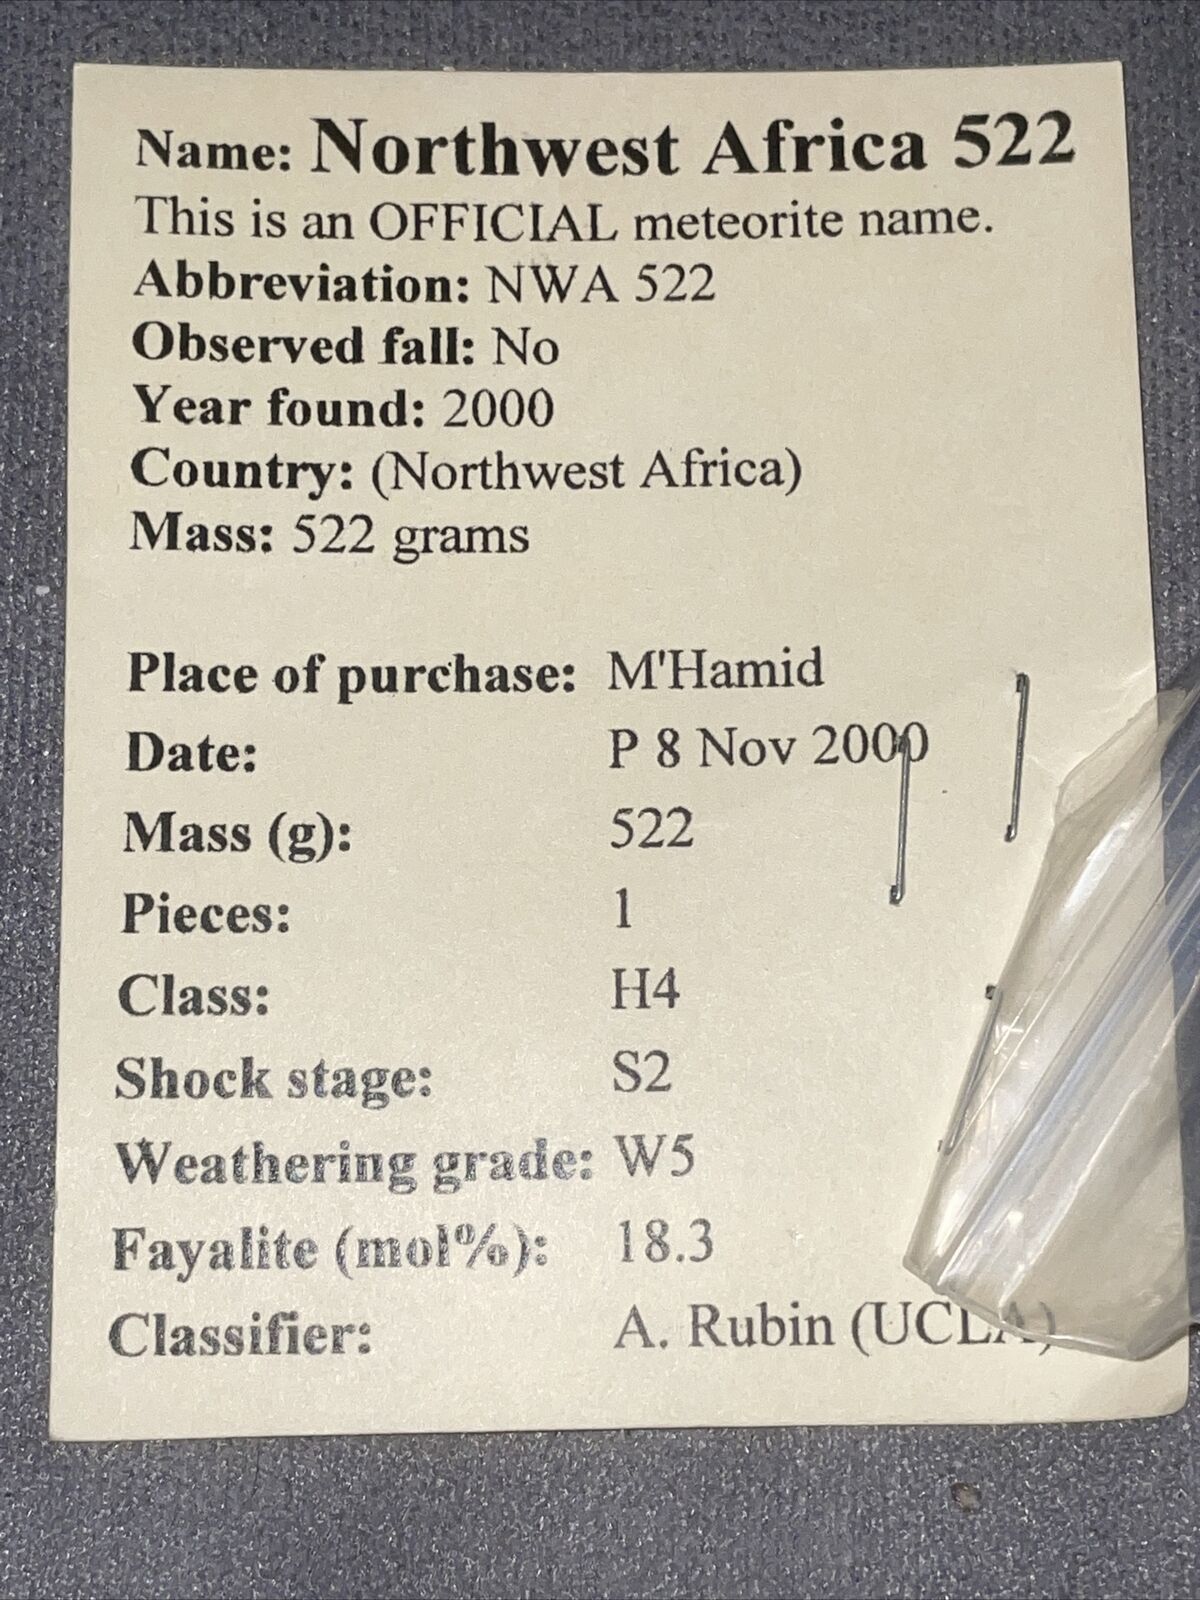 Name: Northwest Africa 522
This is an OFFICIAL meteorite name.
Abbreviation: NWA 522
Observed fall: No
Year found: 2000
Country: (Northwest Africa)
Mass: 522 grams
Place of purchase: M'Hamid
Date: P 8 Nov 2000
Mass (g): 522
Pieces: 1
Class: H4
Shock stage: S2
Weathering grade: W5
Fayalite (mol%): 18.3
Classifier: A. Rubin (UCLA)